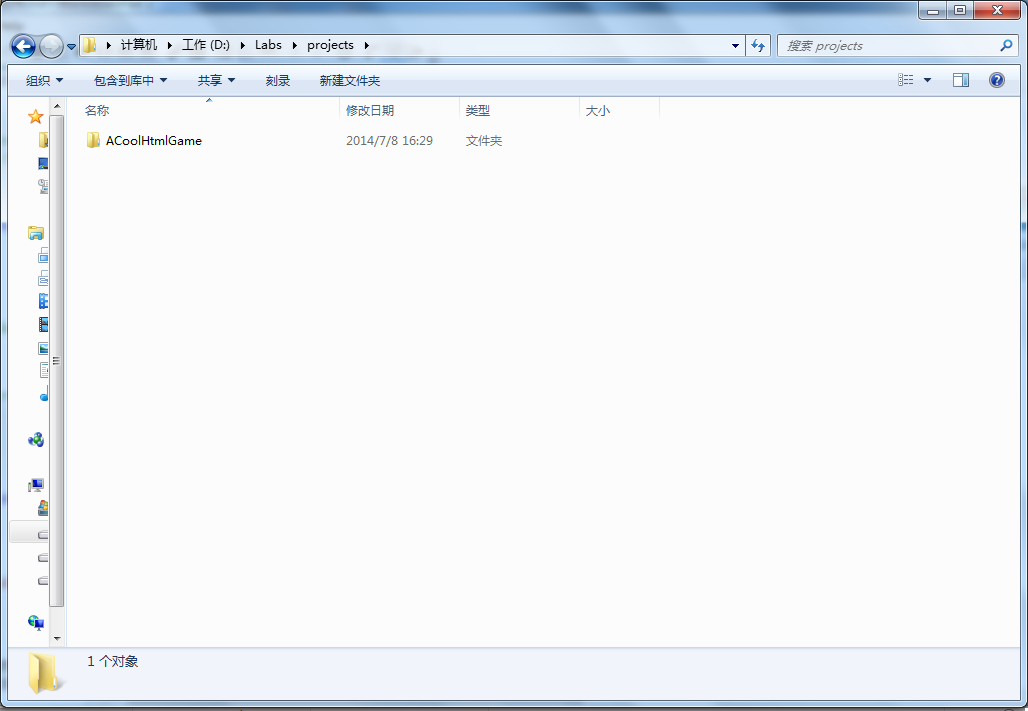 计算机 工作 (D:) Labs projects 搜索 projects
组织 包含到库中 共享 刻录 新建文件夹
名称 修改日期 类型 大小
ACoolHtmlGame 2014/7/8 16:29 文件夹
1 个对象